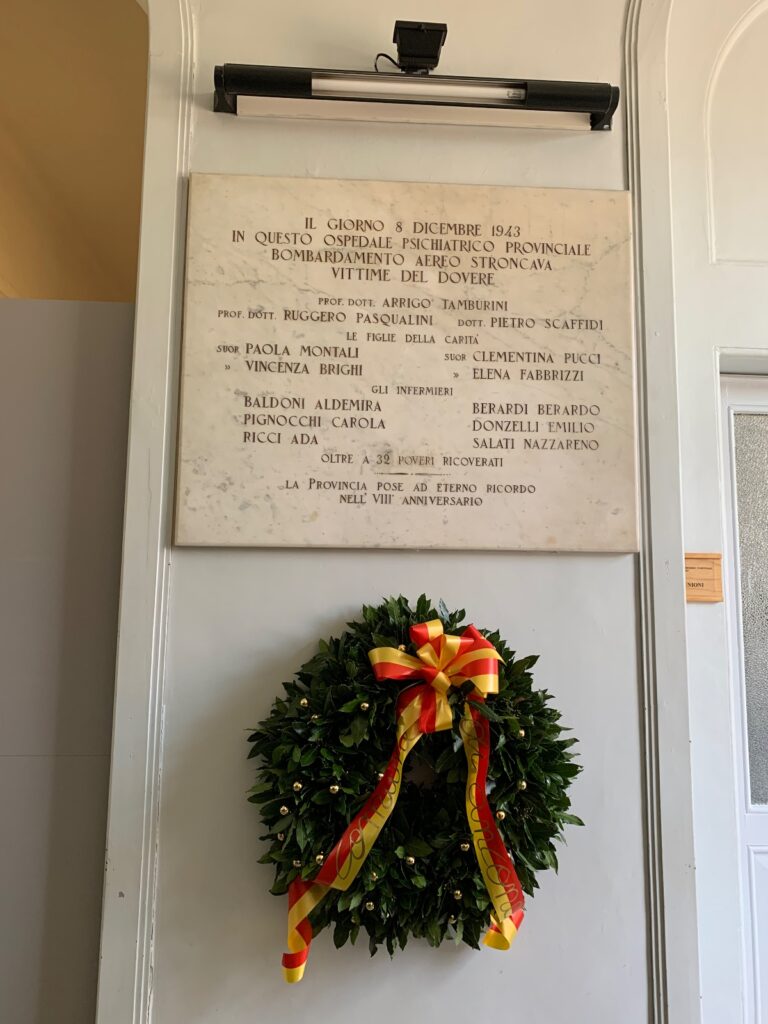 IL GIORNO 8 DICEMBRE 1943
IN QUESTO OSPEDALE PSICHIATRICO PROVINCIALE
BOMBARDAMENTO AEREO STRONCAVA
VITTIME DEL DOVERE
PROF. DOTT. ARRIGO TAMBURINI
PROF. DOTT. RUGGERO PASQUALINI DOTT. PIETRO SCAFFIDI
LE FIGLIE DELLA CARITÀ
SUOR PAOLA MONTALI SUOR CLEMENTINA PUCCI
» VINCENZA BRIGHI » ELENA FABBRIZZI
GLI INFERMIERI
BALDONI ALDEMIRA BERARDI BERARDO
PIGNOCCHI CAROLA DONZELLI EMILIO
RICCI ADA SALATI NAZZARENO
OLTRE A 32 POVERI RICOVERATI
LA PROVINCIA POSE AD ETERNO RICORDO
NELL' VIII° ANNIVERSARIO